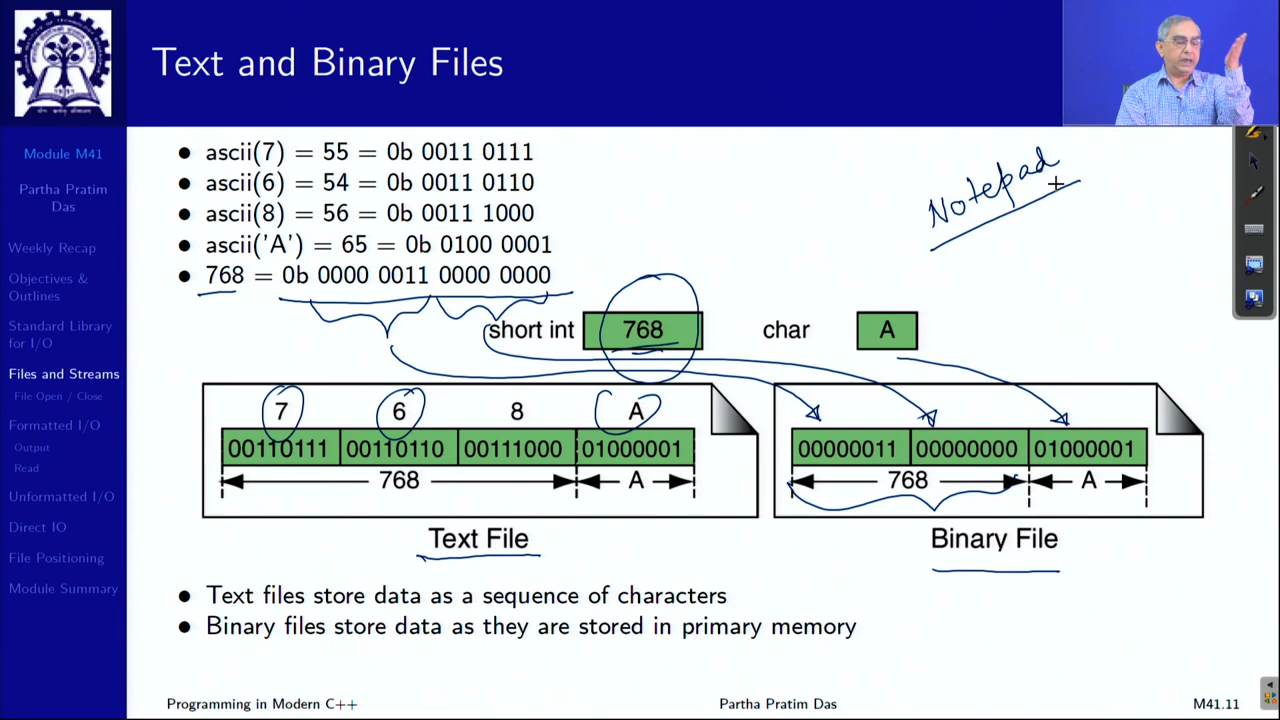 Text and Binary Files
Module M41
Partha Pratim
Das
Weekly Recap
Objectives &
Outlines
Standard Library
for I/O
Files and Streams
File Open / Close
Formatted I/O
Output
Read
Unformatted I/O
Direct IO
File Positioning
Module Summary
• ascii(7) = 55 = 0b 0011 0111
• ascii(6) = 54 = 0b 0011 0110
• ascii(8) = 56 = 0b 0011 1000
• ascii('A') = 65 = 0b 0100 0001
• 768 = 0b 0000 0011 0000 0000
Notepad
short int 768 char A
7 6 8 A
00110111 00110110 00111000 01000001
768 A
Text File
00000011 00000000 01000001
768 A
Binary File
• Text files store data as a sequence of characters
• Binary files store data as they are stored in primary memory
Programming in Modern C++ Partha Pratim Das M41.11